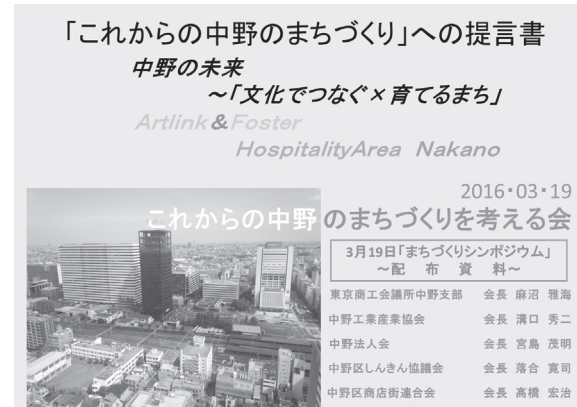 「これからの中野のまちづくり」への提言書
中野の未来
～「文化でつなぐ×育てるまち」
Artlink&Foster
HospitalityArea Nakano
2016・03・19
これからの中野のまちづくりを考える会
3月19日「まちづくりシンポジウム」
～配 布 資 料～
東京商工会議所中野支部 会長 麻沼 雅海
中野工業産業協会 会長 溝口 秀二
中野法人会 会長 宮島 茂明
中野区しんきん協議会 会長 落合 寛司
中野区商店街連合会 会長 高橋 宏治